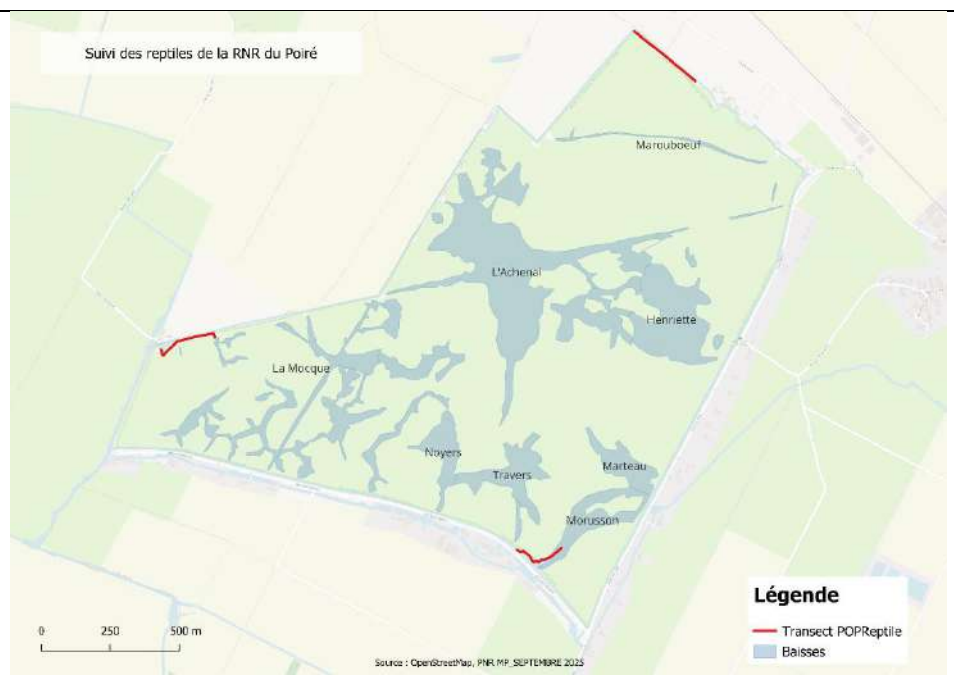 Suivi des reptiles de la RNR du Poiré
Marouboeuf
L'Achenal
Henriette
La Mocque
Noyers
Travers
Marteau
Morusson
Légende
Transect POPReptile
Baisses
0 250 500 m
Source : OpenStreetMap, PNR MP_SEPTEMBRE 2025